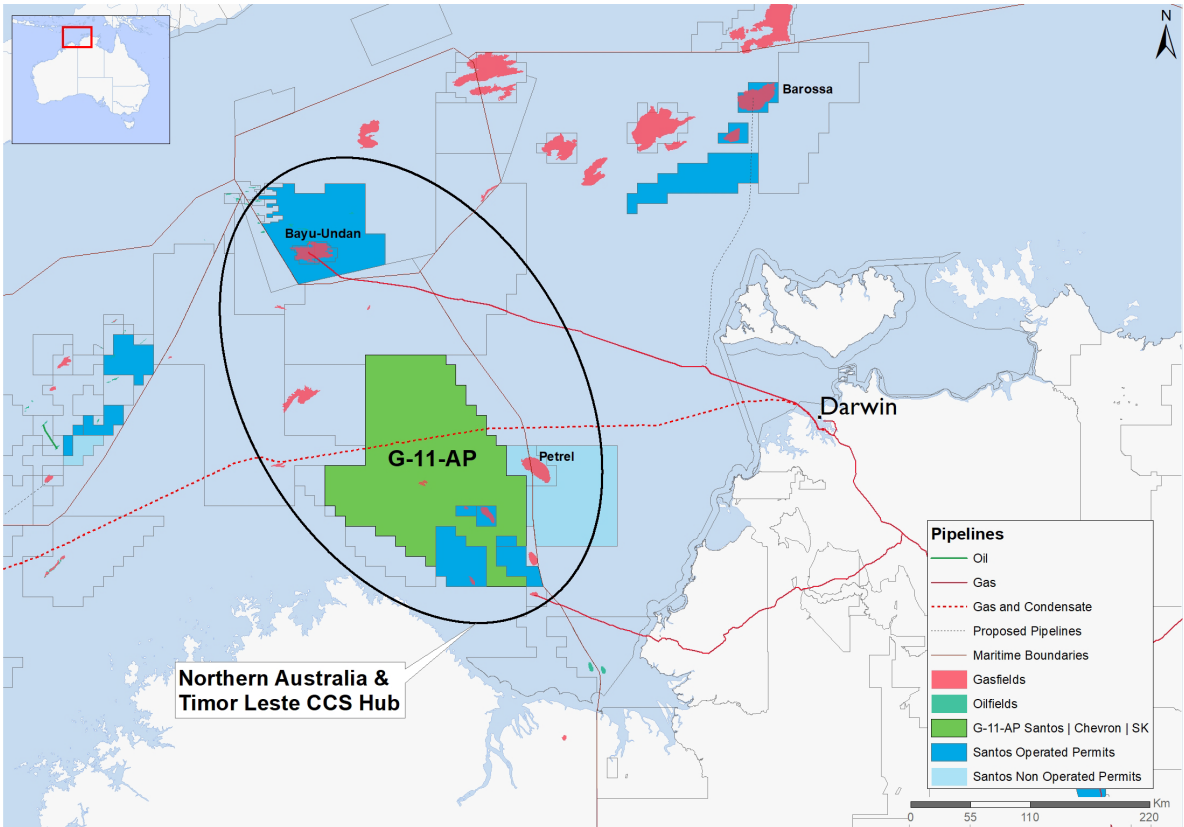 N
Barossa
Bayu-Undan
Darwin
G-11-AP
Petrel
Northern Australia &
Timor Leste CCS Hub
Pipelines
Oil
Gas
Gas and Condensate
Proposed Pipelines
Maritime Boundaries
Gasfields
Oilfields
G-11-AP Santos | Chevron | SK
Santos Operated Permits
Santos Non Operated Permits
Km
0 55 110 220